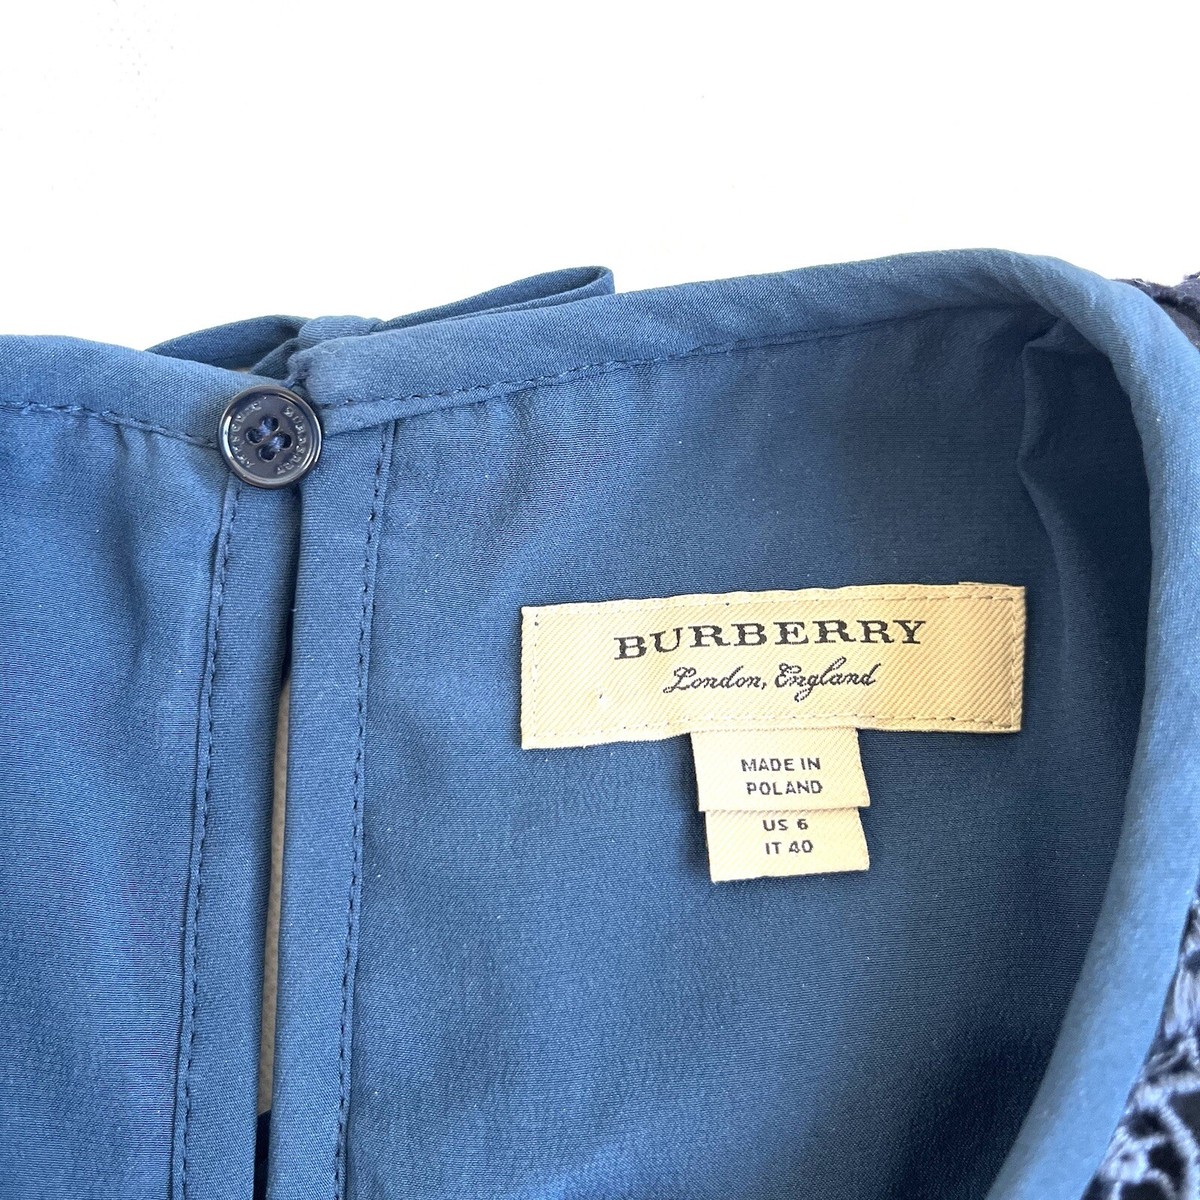 BURBERRY
London, England
MADE IN
POLAND
US 6
IT 40